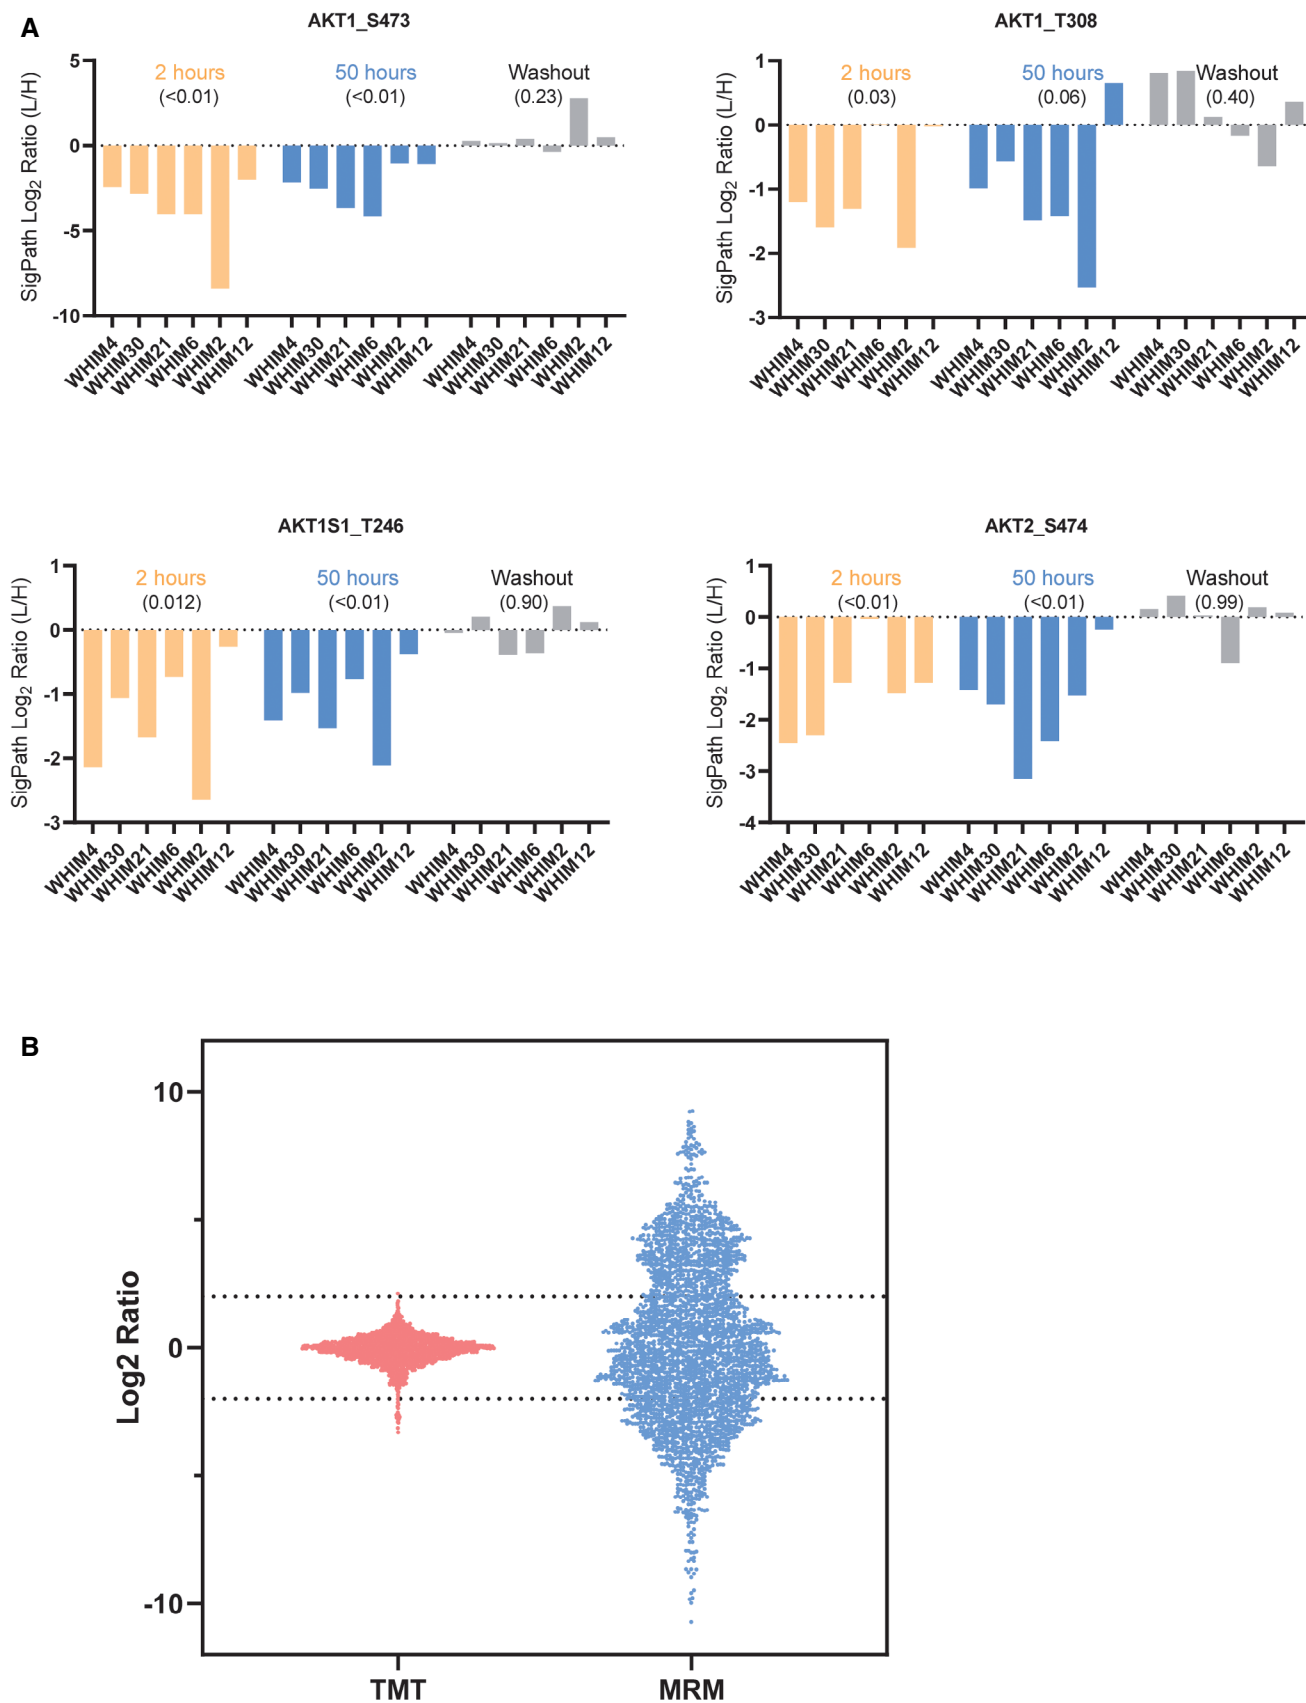 A
AKT1_S473
SigPath Log2 Ratio (L/H)
5
0
-5
-10
2 hours
(<0.01)
50 hours
(<0.01)
Washout
(0.23)
WHIM4
WHIM30
WHIM21
WHIM6
WHIM2
WHIM12
WHIM4
WHIM30
WHIM21
WHIM6
WHIM2
WHIM12
WHIM4
WHIM30
WHIM21
WHIM6
WHIM2
WHIM12
AKT1_T308
SigPath Log2 Ratio (L/H)
1
0
-1
-2
-3
2 hours
(0.03)
50 hours
(0.06)
Washout
(0.40)
WHIM4
WHIM30
WHIM21
WHIM6
WHIM2
WHIM12
WHIM4
WHIM30
WHIM21
WHIM6
WHIM2
WHIM12
WHIM4
WHIM30
WHIM21
WHIM6
WHIM2
WHIM12
AKT1S1_T246
SigPath Log2 Ratio (L/H)
1
0
-1
-2
-3
2 hours
(0.012)
50 hours
(<0.01)
Washout
(0.90)
WHIM4
WHIM30
WHIM21
WHIM6
WHIM2
WHIM12
WHIM4
WHIM30
WHIM21
WHIM6
WHIM2
WHIM12
WHIM4
WHIM30
WHIM21
WHIM6
WHIM2
WHIM12
AKT2_S474
SigPath Log2 Ratio (L/H)
1
0
-1
-2
-3
-4
2 hours
(<0.01)
50 hours
(<0.01)
Washout
(0.99)
WHIM4
WHIM30
WHIM21
WHIM6
WHIM2
WHIM12
WHIM4
WHIM30
WHIM21
WHIM6
WHIM2
WHIM12
WHIM4
WHIM30
WHIM21
WHIM6
WHIM2
WHIM12
B
Log2 Ratio
10
0
-10
TMT
MRM